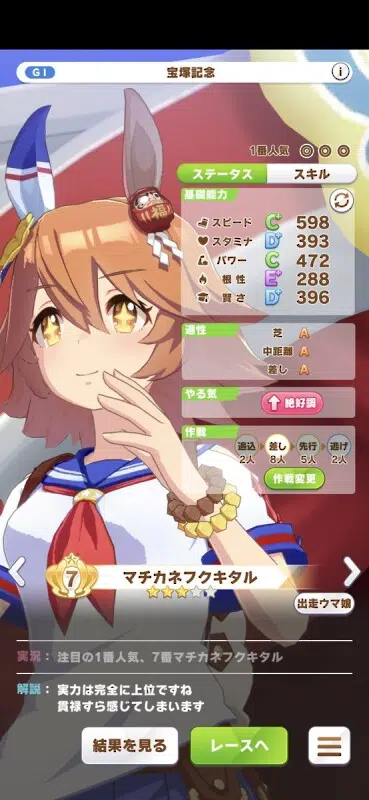 GⅠ
宝塚記念
i
1番人気 ◎ ○ ○
ステータス
スキル
基礎能力
スピード C+ 598
スタミナ D+ 393
パワー C 472
根性 E+ 288
賢さ D+ 396
適性
芝 A
中距離 A
差し A
やる気
絶好調
作戦
追込 差し 先行 逃げ
2人 8人 5人 2人
作戦変更
福
7
マチカネフクキタル
出走ウマ娘
実況： 注目の1番人気、7番マチカネフクキタル
解説： 実力は完全に上位ですね
貫禄すら感じてしまいます
結果を見る
レースへ